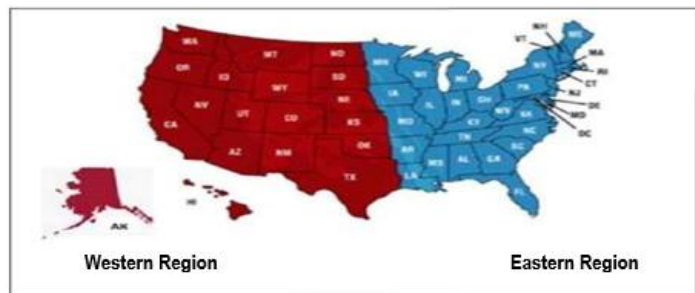 NH
VT
ME
WA
MT
ND
MN
MA
OR
ID
SD
WI
MI
NY
RI
WY
CT
NE
IA
PA
NJ
NV
UT
CO
IL
IN
OH
DE
WV
VA
MD
CA
KS
MO
KY
DC
NC
TN
AZ
NM
OK
AR
SC
MS
AL
GA
TX
LA
HI
FL
AK
Western Region
Eastern Region